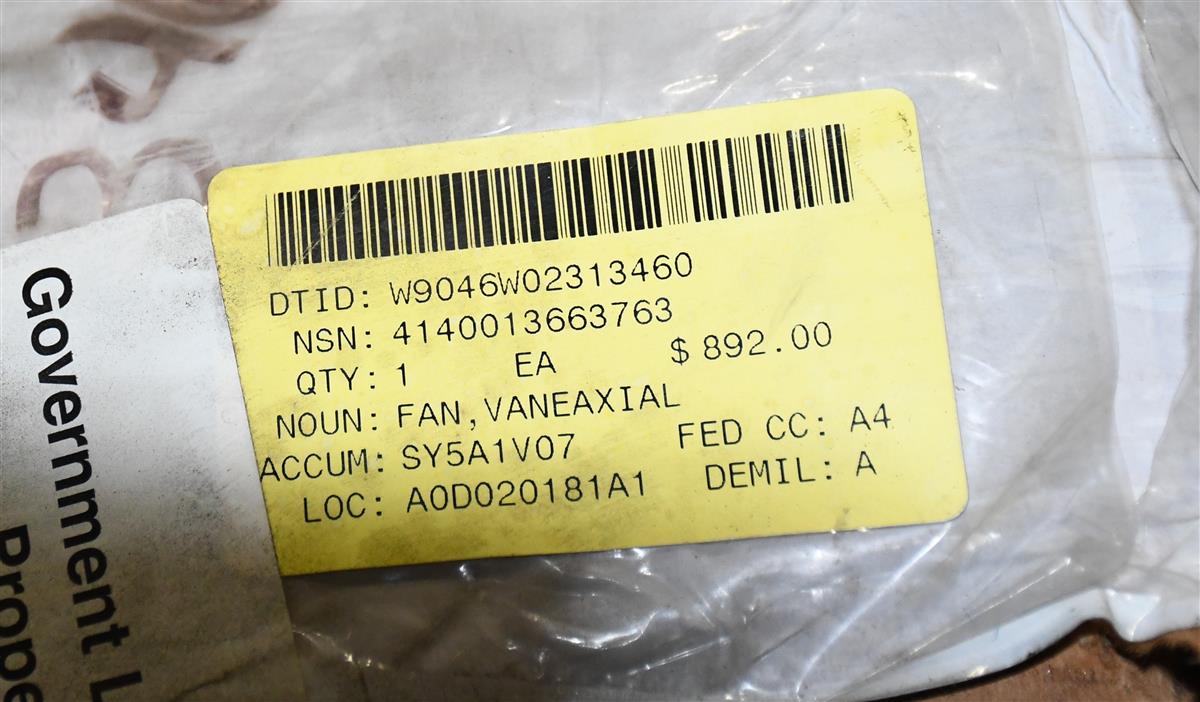 DTID: W9046W02313460
NSN: 4140013663763
QTY: 1 EA $ 892.00
NOUN: FAN,VANEAXIAL
ACCUM: SY5A1V07 FED CC: A4
LOC: A0D020181A1 DEMIL: A
Government L
Prope